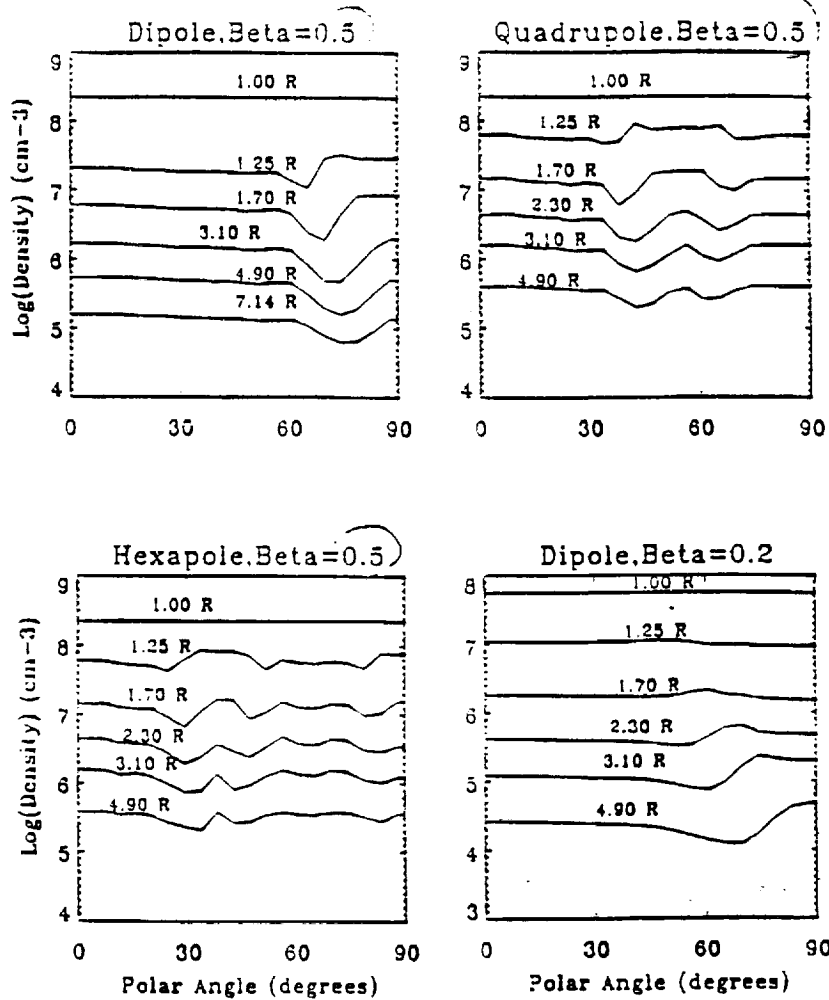 Dipole,Beta=0.5
9
8
7
6
5
4
Log(Density) (cm-3)
1.00 R
1.25 R
1.70 R
3.10 R
4.90 R
7.14 R
0
30
60
90
Quadrupole,Beta=0.5
9
8
7
6
5
4
1.00 R
1.25 R
1.70 R
2.30 R
3.10 R
4.90 R
0
30
60
90
Hexapole,Beta=0.5
9
8
7
6
5
4
Log(Density) (cm-3)
1.00 R
1.25 R
1.70 R
2.30 R
3.10 R
4.90 R
0
30
60
90
Polar Angle (degrees)
Dipole,Beta=0.2
8
7
6
5
4
3
1.00 R
1.25 R
1.70 R
2.30 R
3.10 R
4.90 R
0
30
60
90
Polar Angle (degrees)